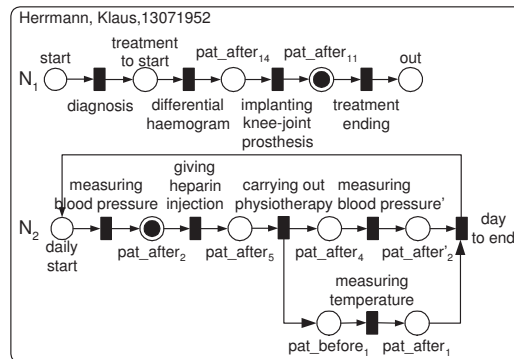 Herrmann, Klaus,13071952
start
treatment
to start
pat_after14
pat_after11
out
N1
diagnosis
differential
haemogram
implanting
knee-joint
prosthesis
treatment
ending
measuring
blood pressure
giving
heparin
injection
carrying out
physiotherapy
measuring
blood pressure'
N2
daily
start
pat_after2
pat_after5
pat_after4
pat_after'2
day
to end
measuring
temperature
pat_before1
pat_after1